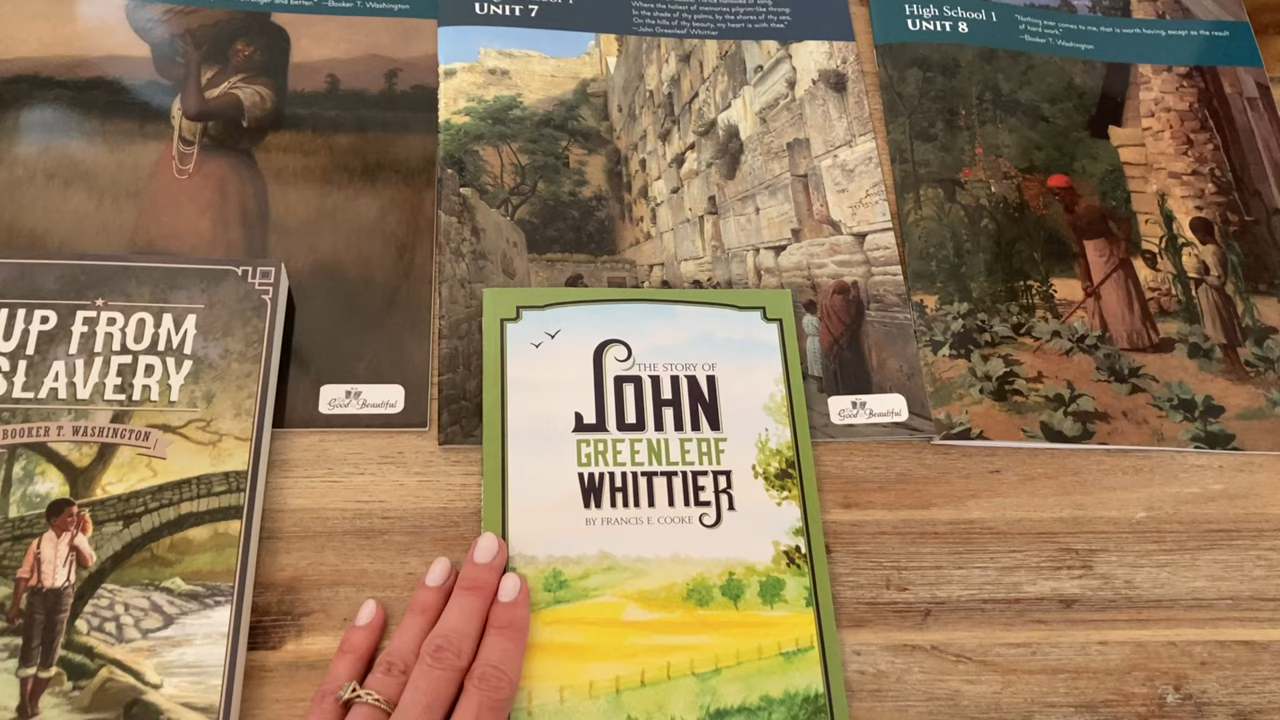 and better." —Booker T. Washington
UNIT 7
Where the holiest of memories pilgrim-like throng:
In the shade of thy palms, by the shores of thy sea,
On the hills of thy beauty, my heart is with thee."
—John Greenleaf Whittier
High School 1
UNIT 8
"Nothing ever comes to me, that is worth having, except as the result
of hard work."
—Booker T. Washington
Good & Beautiful
Good & Beautiful
UP FROM
SLAVERY
BOOKER T. WASHINGTON
THE STORY OF
JOHN
GREENLEAF
WHITTIER
BY FRANCIS E. COOKE